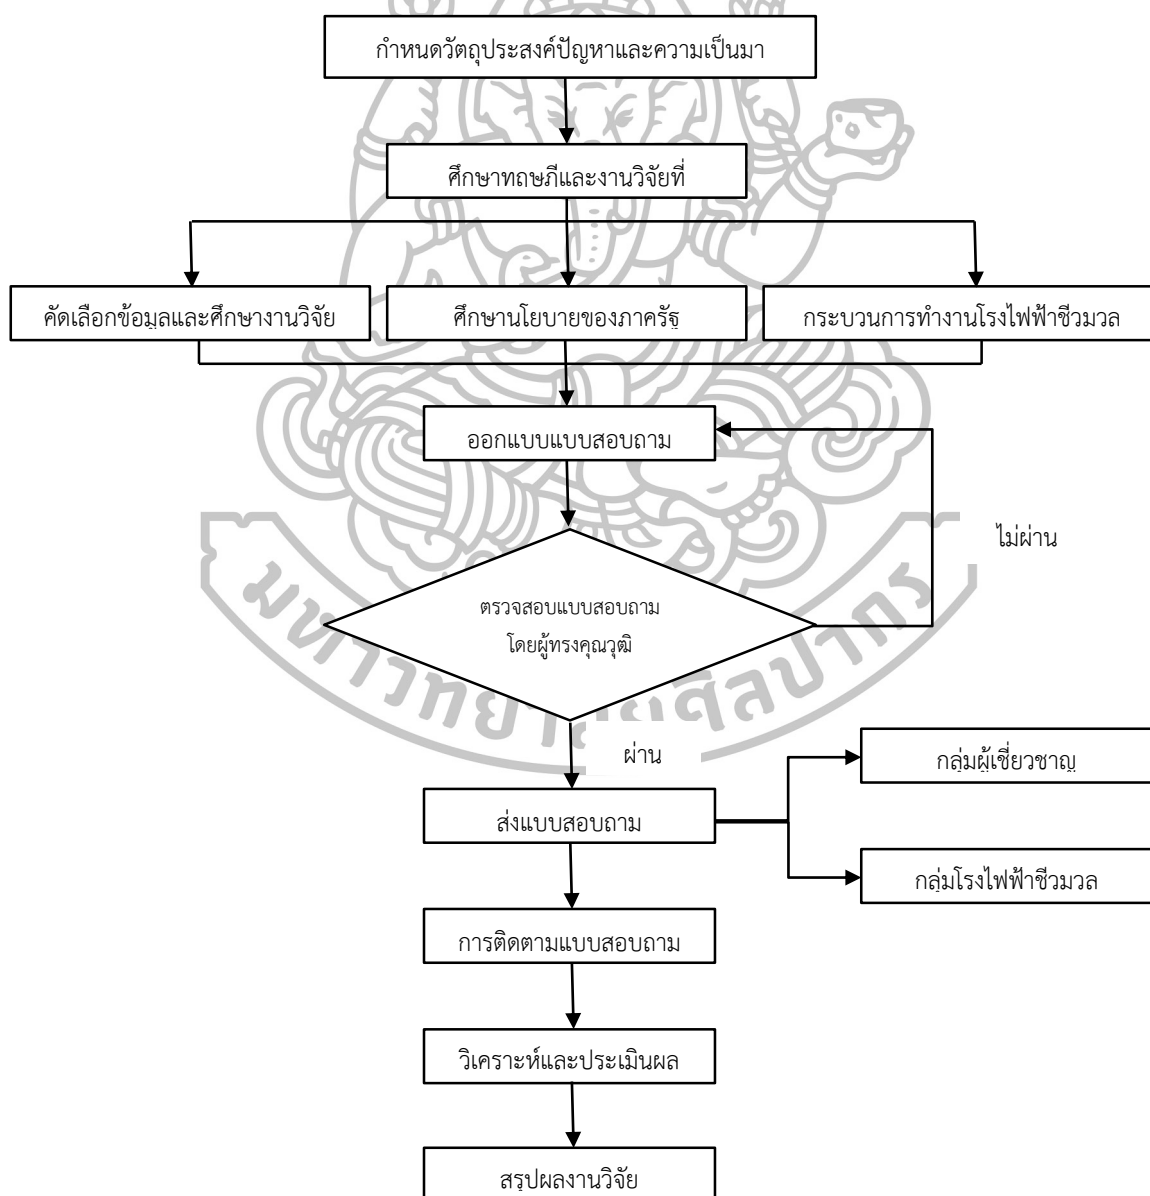 กำหนดวัตถุประสงค์ปัญหาและความเป็นมา
ศึกษาทฤษฎีและงานวิจัยที่
คัดเลือกข้อมูลและศึกษางานวิจัย
ศึกษานโยบายของภาครัฐ
กระบวนการทำงานโรงไฟฟ้าชีวมวล
ออกแบบแบบสอบถาม
ไม่ผ่าน
ตรวจสอบแบบสอบถาม
โดยผู้ทรงคุณวุฒิ
ผ่าน
กลุ่มผู้เชี่ยวชาญ
ส่งแบบสอบถาม
กลุ่มโรงไฟฟ้าชีวมวล
การติดตามแบบสอบถาม
วิเคราะห์และประเมินผล
สรุปผลงานวิจัย